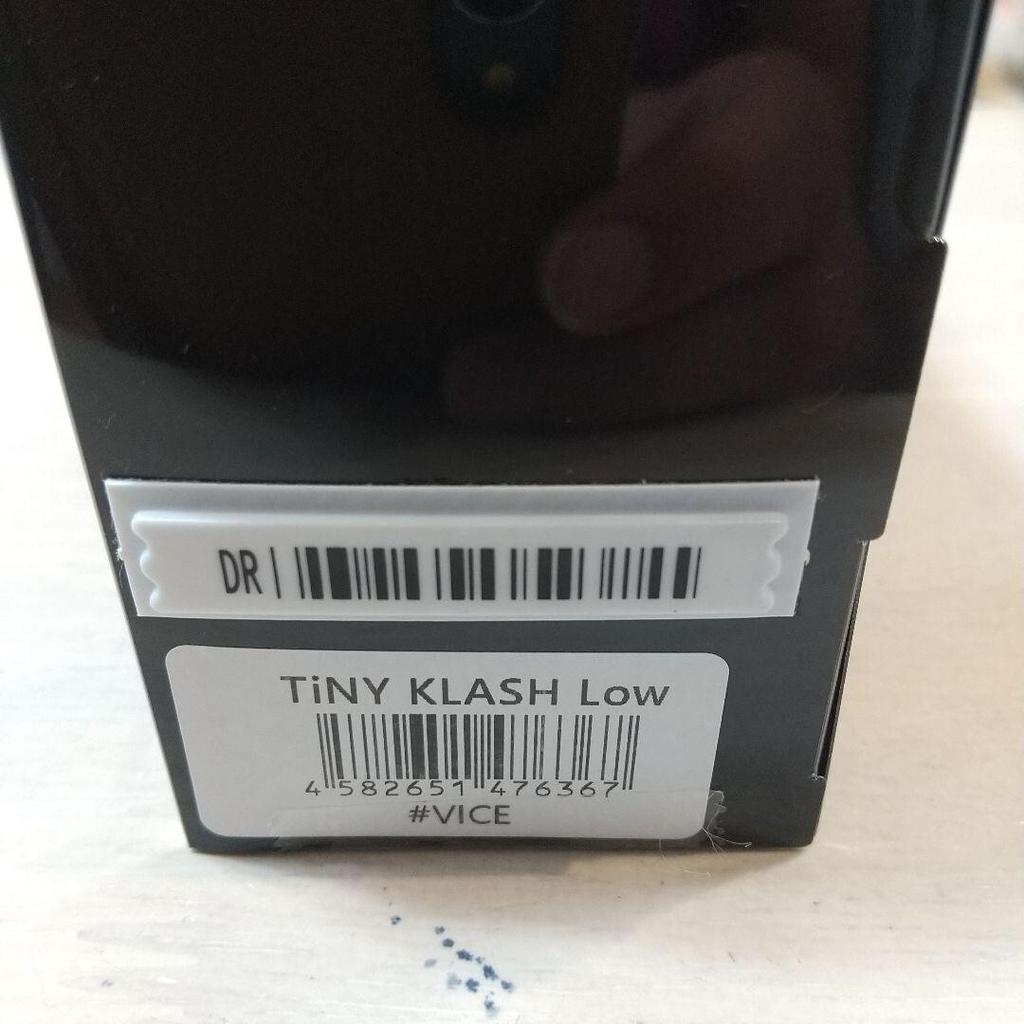 DR |
TiNY KLASH Low
4 582651 476367
#VICE